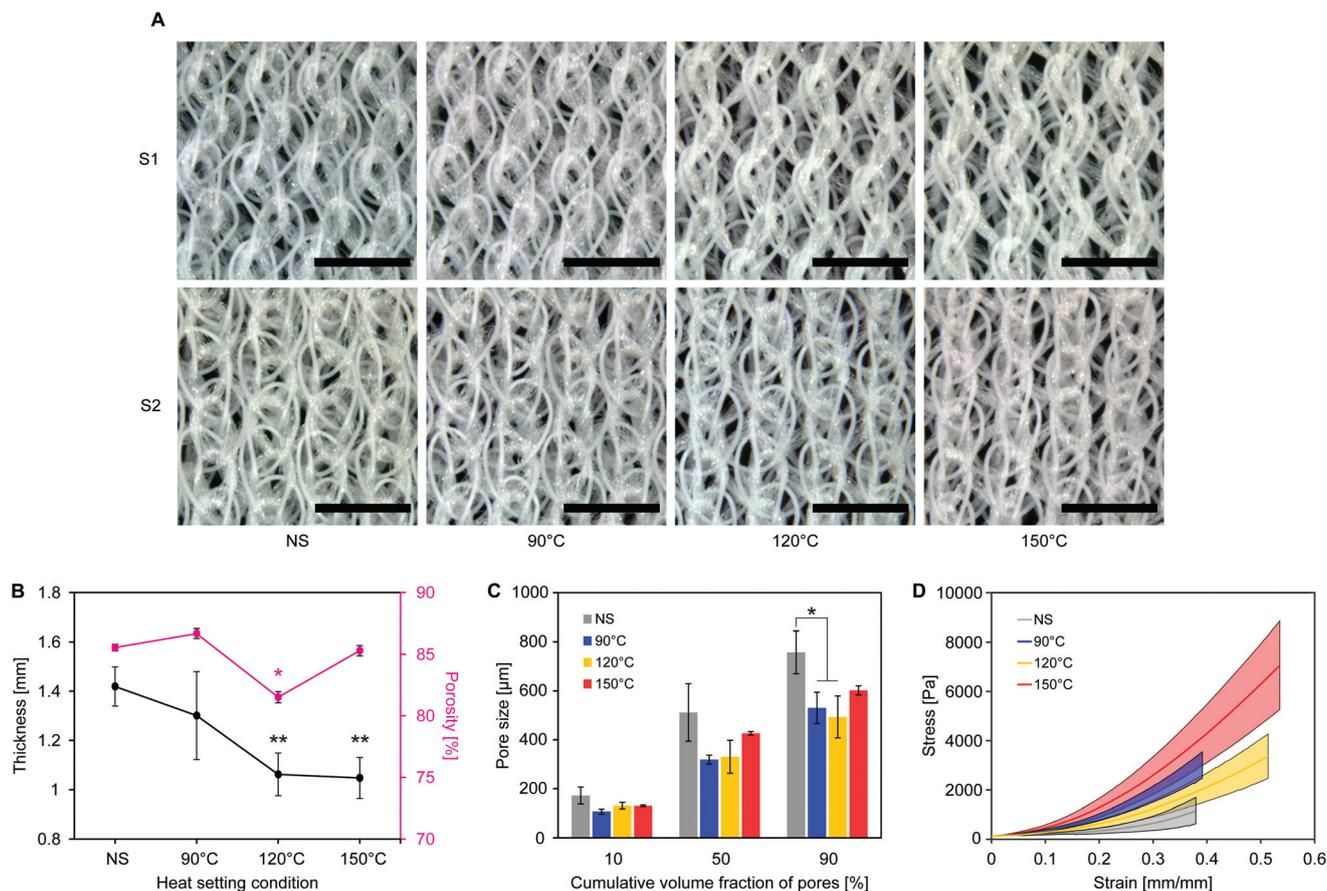 A
S1
S2
NS
90°C
120°C
150°C
B
1.8
1.6
1.4
1.2
1
0.8
Thickness [mm]
90
85
80
75
70
Porosity [%]
*
**
**
NS
90°C
120°C
150°C
Heat setting condition
C
1000
800
600
400
200
0
Pore size [µm]
NS
90°C
120°C
150°C
*
10
50
90
Cumulative volume fraction of pores [%]
D
10000
8000
6000
4000
2000
0
Stress [Pa]
NS
90°C
120°C
150°C
0
0.1
0.2
0.3
0.4
0.5
0.6
Strain [mm/mm]